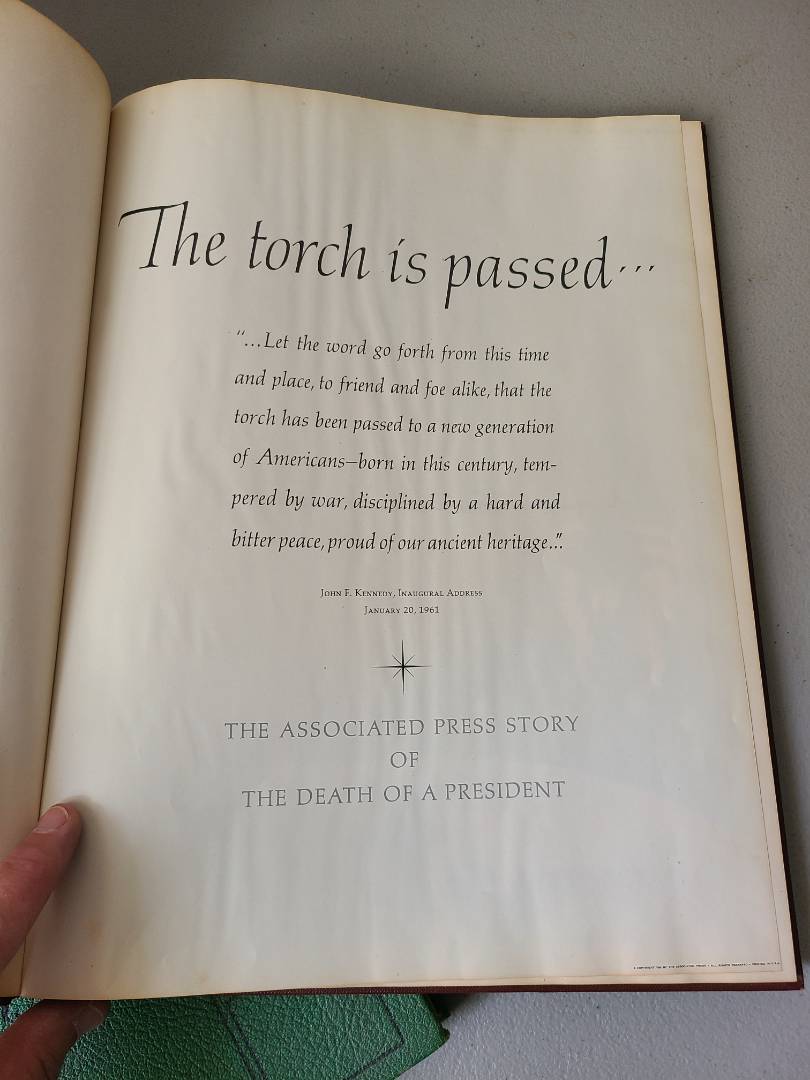 The torch is passed...
"...Let the word go forth from this time
and place, to friend and foe alike, that the
torch has been passed to a new generation
of Americans—born in this century, tem-
pered by war, disciplined by a hard and
bitter peace, proud of our ancient heritage..."
John F. Kennedy, Inaugural Address
January 20, 1961
THE ASSOCIATED PRESS STORY
OF
THE DEATH OF A PRESIDENT